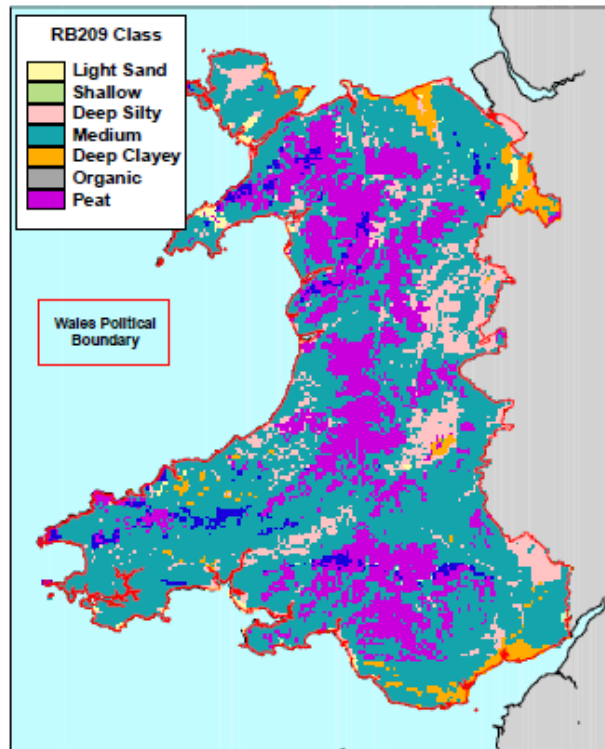 RB209 Class
Light Sand
Shallow
Deep Silty
Medium
Deep Clayey
Organic
Peat
Wales Political
Boundary